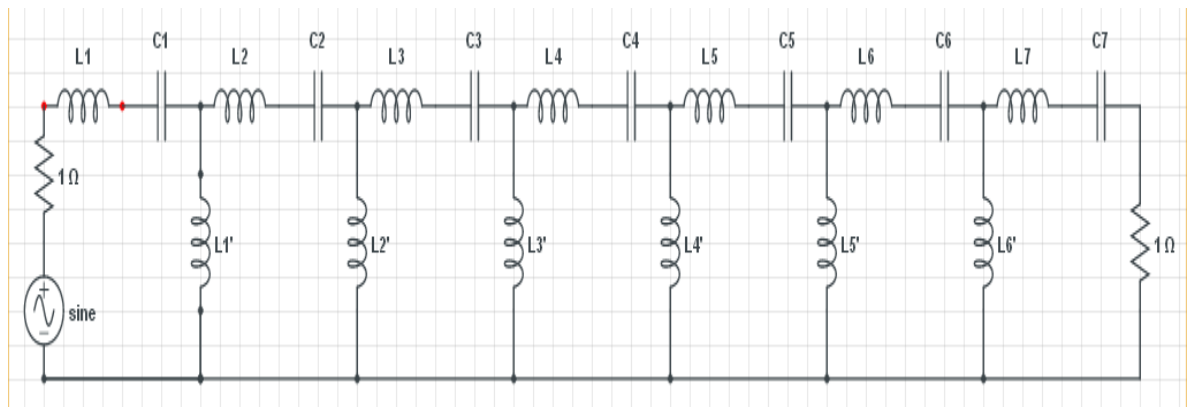 L1 C1 L2 C2 L3 C3 L4 C4 L5 C5 L6 C6 L7 C7
1Ω L1' L2' L3' L4' L5' L6' 1Ω
sine